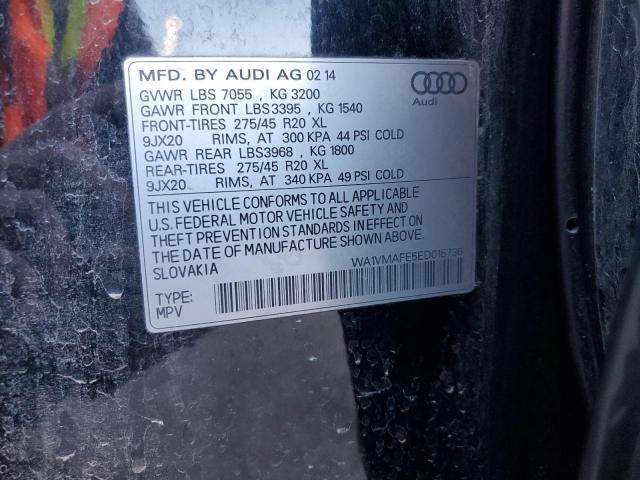 MFD. BY AUDI AG 02 14
GVWR LBS 7055 , KG 3200
GAWR FRONT LBS3395 , KG 1540
FRONT-TIRES 275/45 R20 XL
9JX20 RIMS, AT 300 KPA 44 PSI COLD
GAWR REAR LBS3968 , KG 1800
REAR-TIRES 275/45 R20 XL
9JX20 RIMS, AT 340 KPA 49 PSI COLD
Audi
THIS VEHICLE CONFORMS TO ALL APPLICABLE
U.S. FEDERAL MOTOR VEHICLE SAFETY AND
THEFT PREVENTION STANDARDS IN EFFECT ON
THE DATE OF MANUFACTURE SHOWN ABOVE.
SLOVAKIA
WA1VMAFE5ED015736
TYPE:
MPV